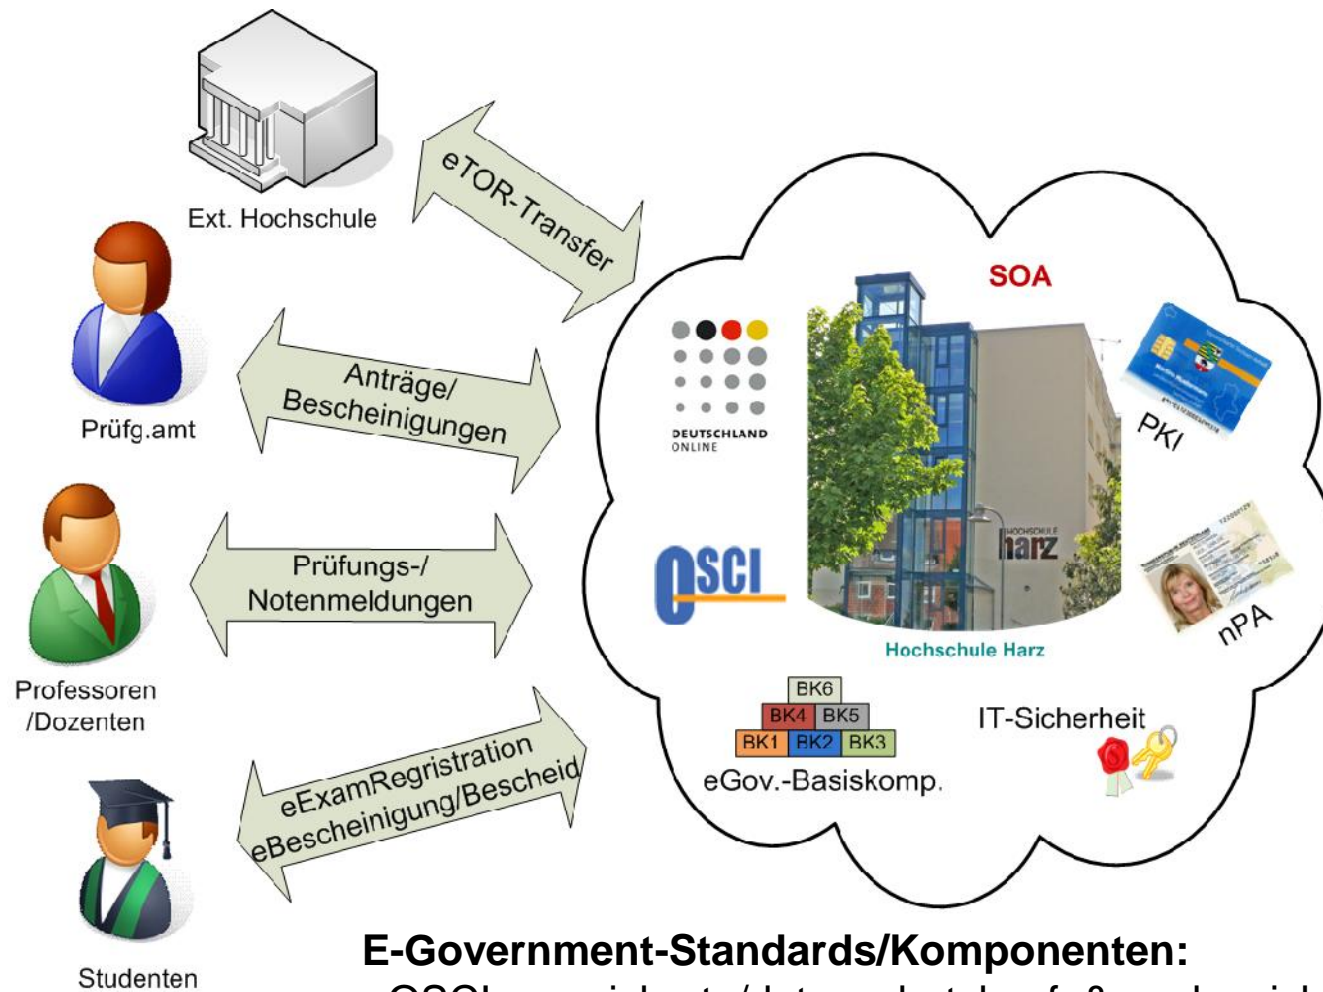 Ext. Hochschule
eTOR-Transfer
Prüfg.amt
Anträge/
Bescheinigungen
Professoren
/Dozenten
Prüfungs-/
Notenmeldungen
Studenten
eExamRegristration
eBescheinigung/Bescheid
SOA
DEUTSCHLAND
ONLINE
OSCI
HOCHSCHULE
harz
Hochschule Harz
PKI
nPA
BK6
BK4 BK5
BK1 BK2 BK3
eGov.-Basiskomp.
IT-Sicherheit
E-Government-Standards/Komponenten: